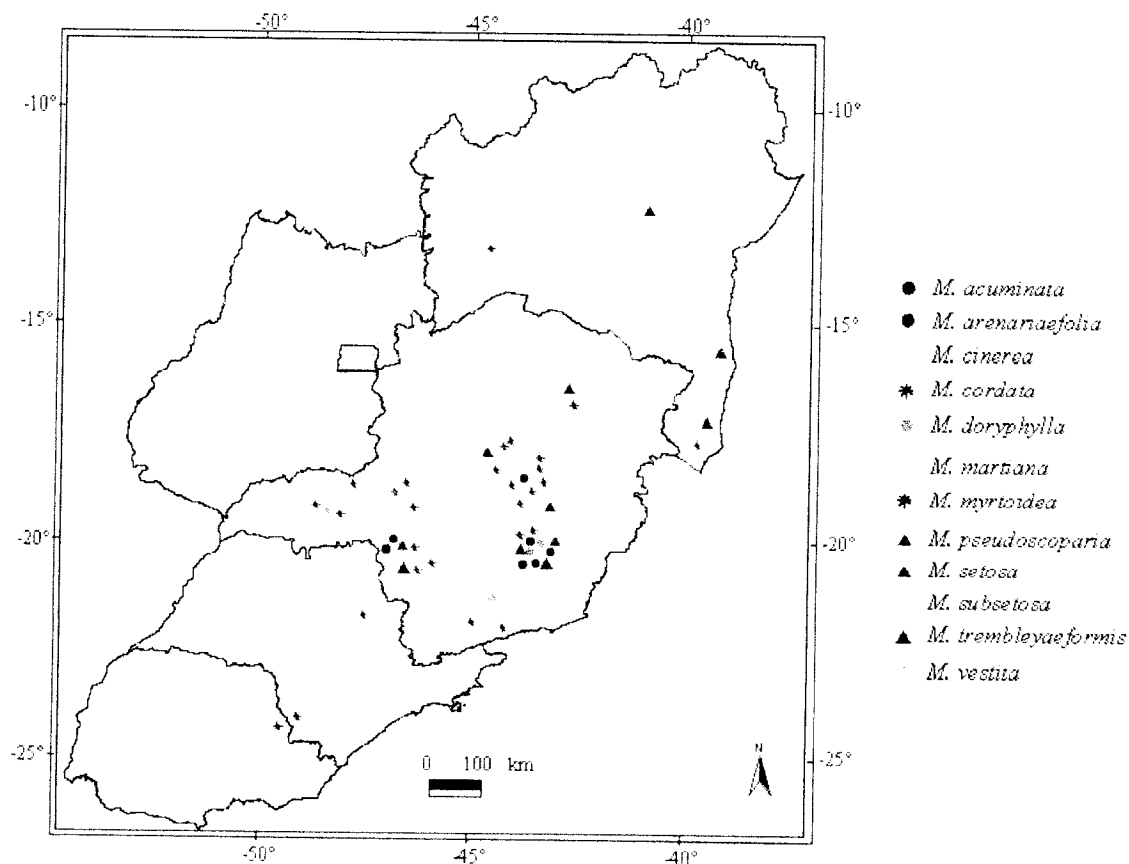 -50°
-45°
-40°
-10°
-10°
-15°
-15°
-20°
-20°
-25°
-25°
M. acuminata
M. arenariaefolia
M. cinerea
M. cordata
M. doryphylla
M. martiana
M. myrtoidea
M. pseudoscoparia
M. setosa
M. subsetosa
M. trembleyaeformis
M. vestita
0 100 km
N
-50°
-45°
-40°